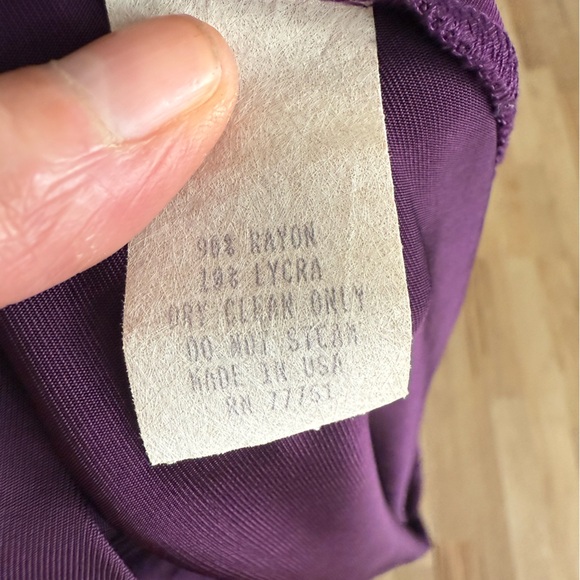 90% RAYON
10% LYCRA
DRY CLEAN ONLY
DO NOT STEAM
MADE IN USA
RN 77751